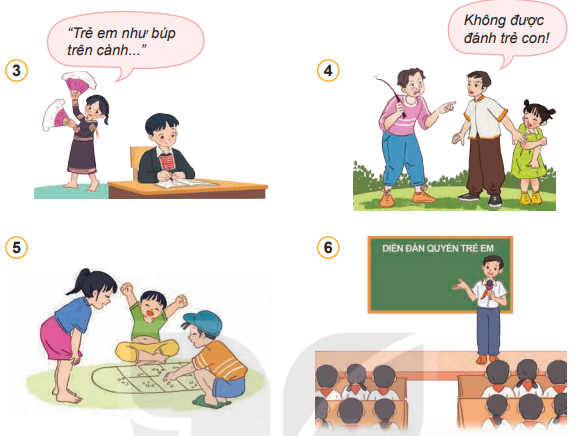 3
"Trẻ em như búp
trên cành..."
4
Không được
đánh trẻ con!
5
6
DIỄN ĐÀN QUYỀN TRẺ EM